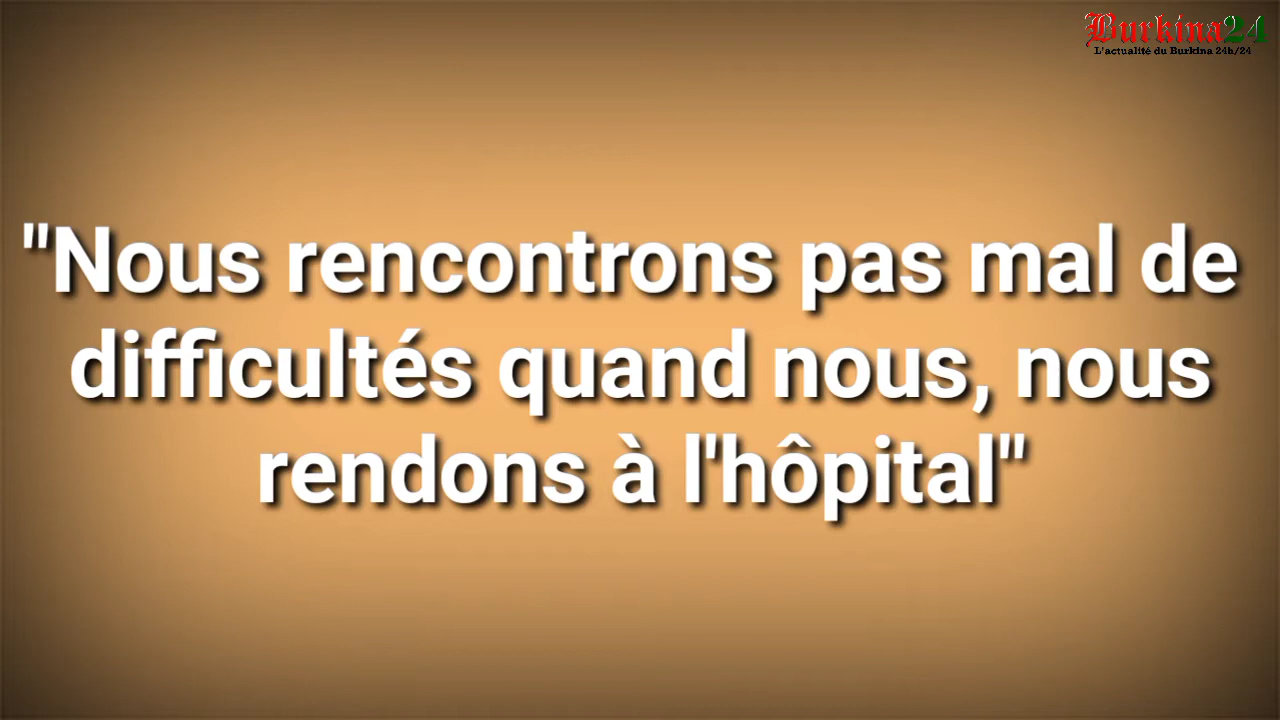 Burkina24
L'actualité du Burkina 24h/24
"Nous rencontrons pas mal de
difficultés quand nous, nous
rendons à l'hôpital"